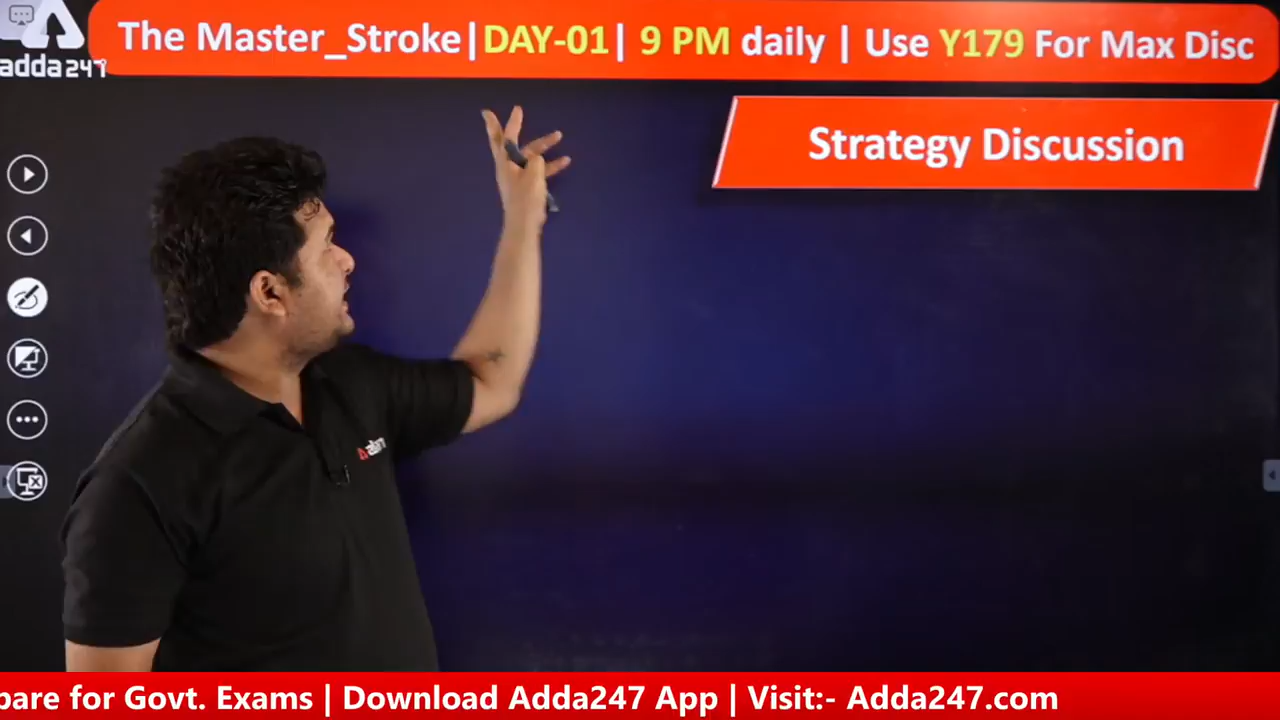 The Master_Stroke|DAY-01| 9 PM daily | Use Y179 For Max Disc
adda247
Strategy Discussion
pare for Govt. Exams | Download Adda247 App | Visit:- Adda247.com